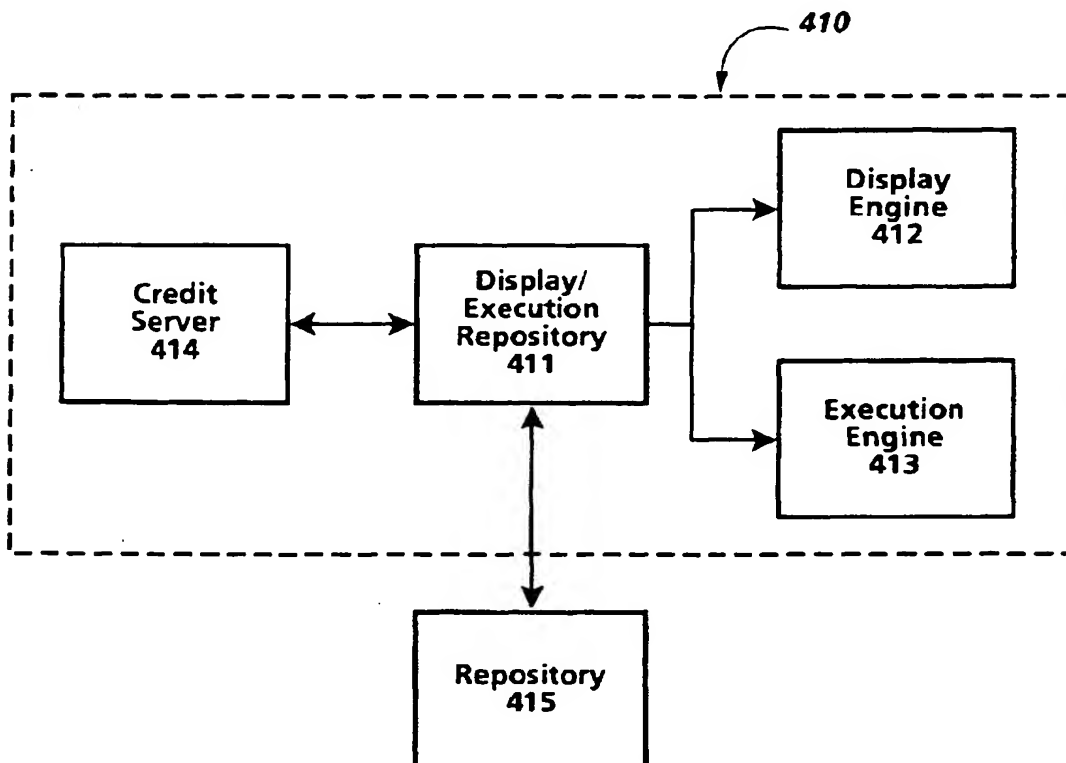 410
Display
Engine
412
Credit
Server
414
Display/
Execution
Repository
411
Execution
Engine
413
Repository
415